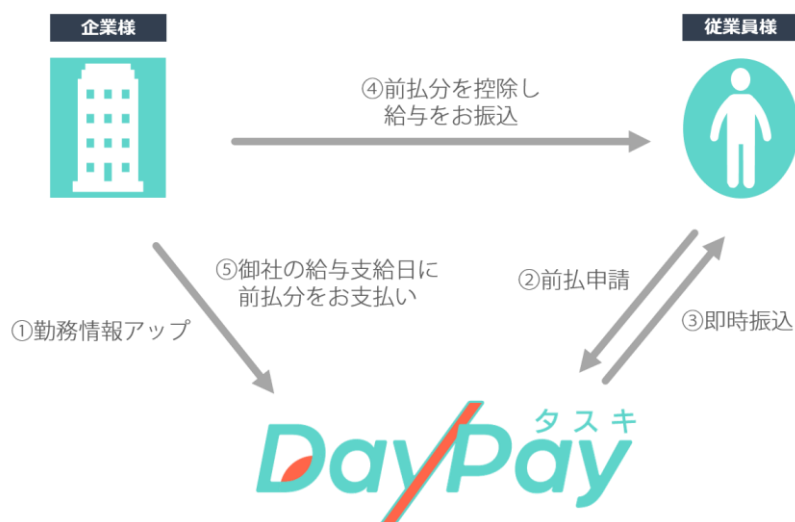 企業様
従業員様
④前払分を控除し
給与をお振込
⑤御社の給与支給日に
前払分をお支払い
②前払申請
①勤務情報アップ
③即時振込
タスキ
DayPay